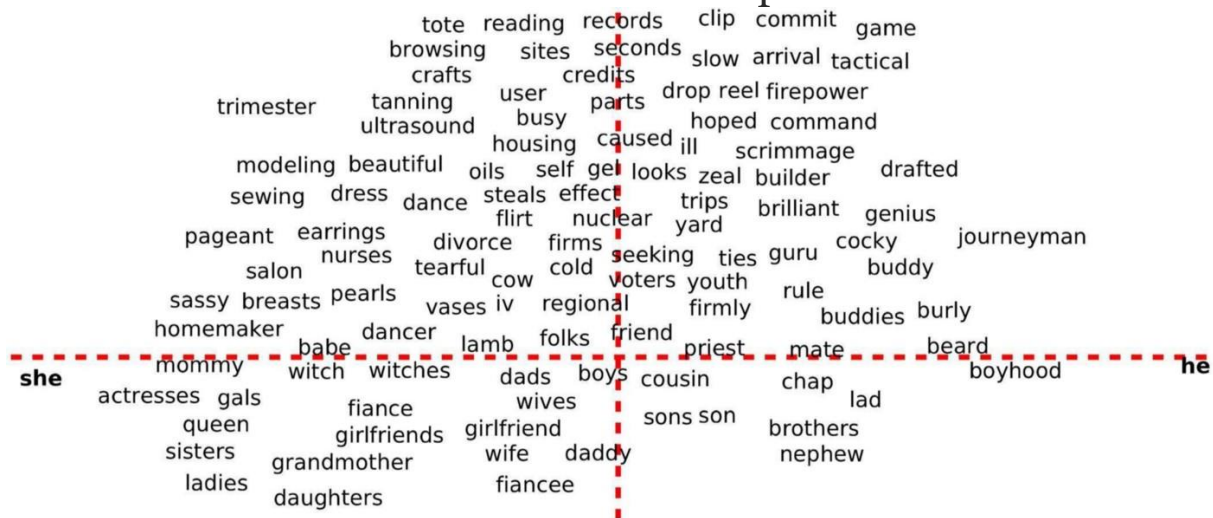 tote reading records clip commit game
browsing sites seconds slow arrival tactical
crafts credits drop reel firepower
trimester tanning user busy parts
ultrasound hoped command
housing caused ill scrimmage
modeling beautiful oils self gel looks zeal builder drafted
sewing dress dance steals effect trips brilliant genius
flirt nuclear yard
pageant earrings divorce firms seeking ties guru cocky journeyman
nurses tearful cold buddy
salon cow voters youth rule
sassy breasts pearls vases iv regional firmly buddies burly
homemaker dancer lamb folks friend
babe priest mate beard
mommy witch witches dads boys cousin chap boyhood he
she
actresses gals fiance wives lad
queen girlfriends girlfriend sons son brothers
sisters grandmother wife daddy nephew
ladies daughters fiancee